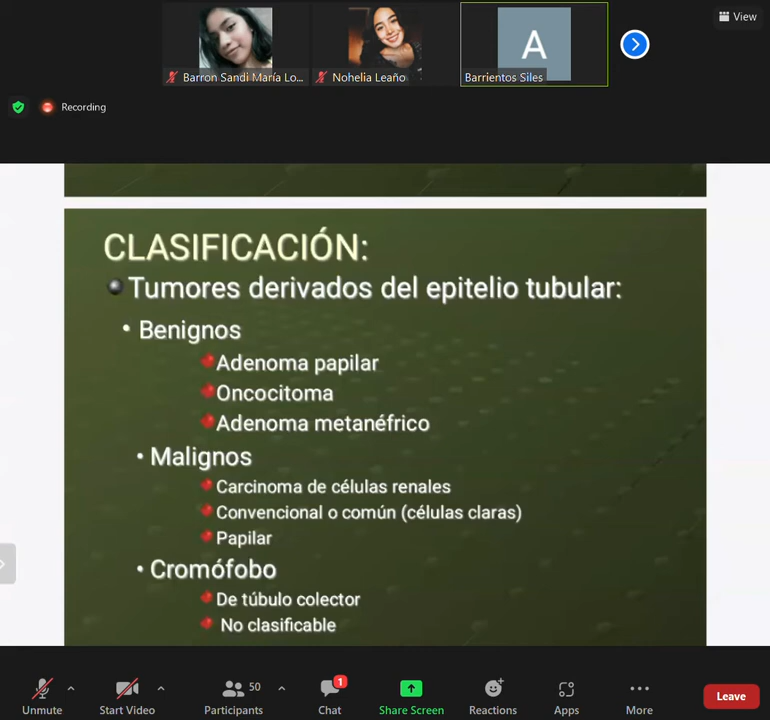 View
Barron Sandi María Lo...
Nohelia Leaño
A
Barrientos Siles
Recording
CLASIFICACIÓN:
Tumores derivados del epitelio tubular:
• Benignos
Adenoma papilar
Oncocitoma
Adenoma metanéfrico
• Malignos
Carcinoma de células renales
Convencional o común (células claras)
Papilar
• Cromófobo
De túbulo colector
No clasificable
50
1
Unmute
Start Video
Participants
Chat
Share Screen
Reactions
Apps
More
Leave